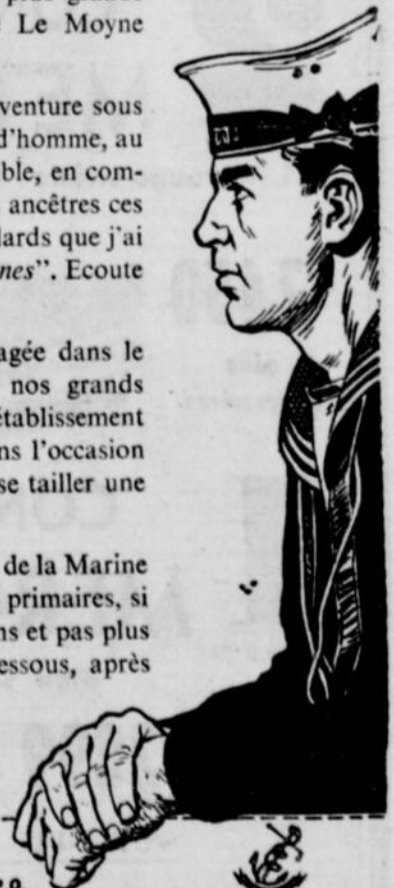 plus grande
Le Moyne
venture sous
d'homme, au
ble, en com-
ancêtres ces
lards que j'ai
nes". Ecoute
agée dans le
nos grands
établissement
ns l'occasion
se tailler une
de la Marine
primaires, si
ns et pas plus
essous, après